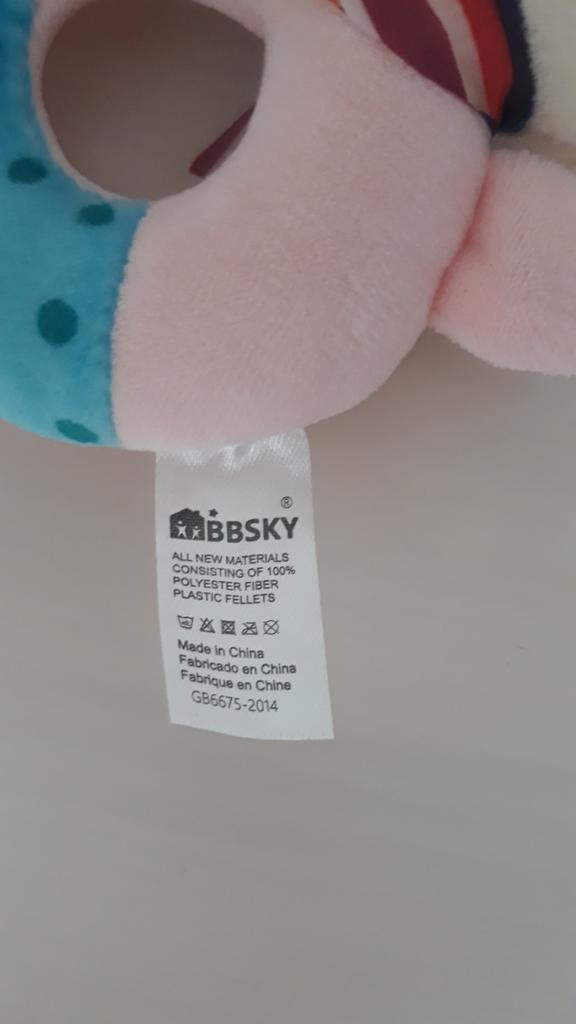 ®
BBSKY
ALL NEW MATERIALS
CONSISTING OF 100%
POLYESTER FIBER
PLASTIC FELLETS
Made in China
Fabricado en China
Fabrique en Chine
GB6675-2014